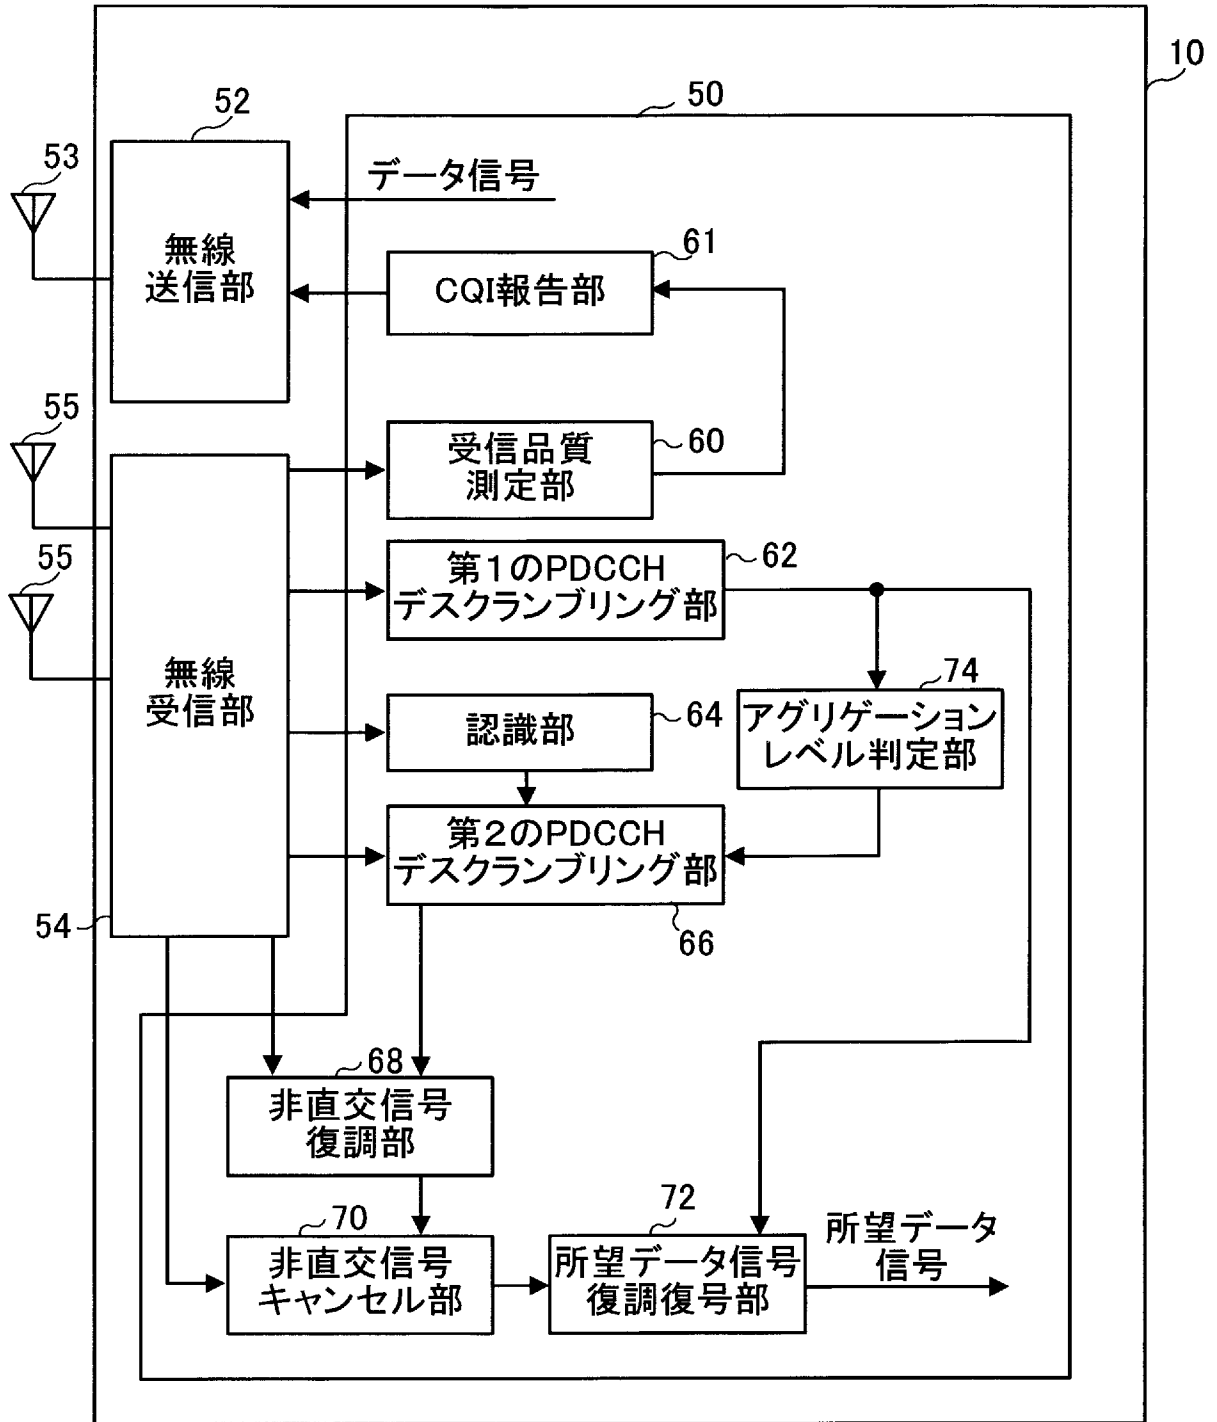 10
50
52
53
データ信号
無線
送信部
61
CQI報告部
55
受信品質
測定部
60
第1のPDCCH
デスクランブリング部
62
55
無線
受信部
74
アグリゲーション
レベル判定部
認識部
64
第2のPDCCH
デスクランブリング部
66
54
68
非直交信号
復調部
70
非直交信号
キャンセル部
72
所望データ信号
復調復号部
所望データ
信号